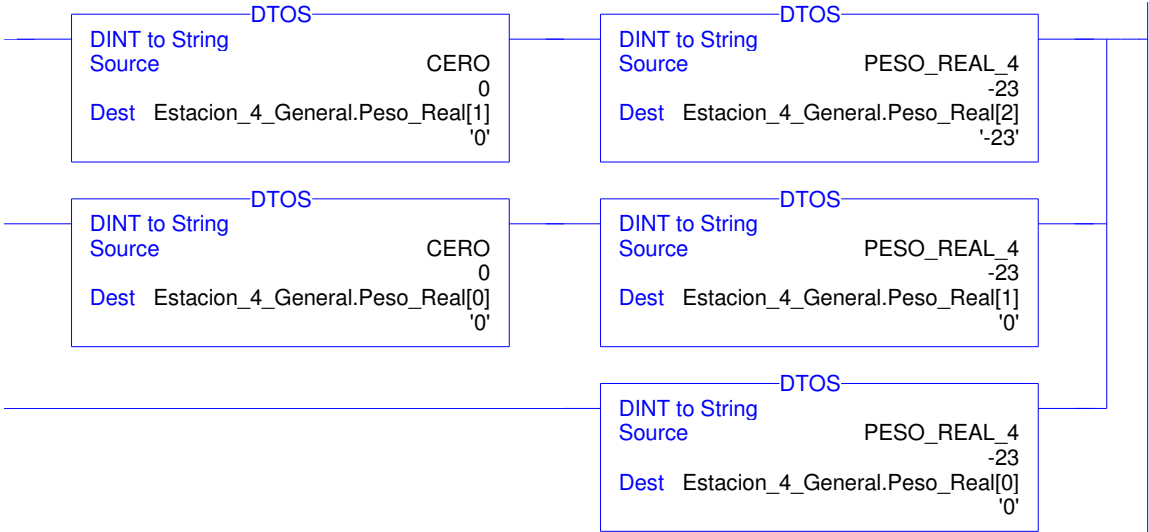 DTOS
DINT to String
Source CERO
0
Dest Estacion_4_General.Peso_Real[1]
'0'
DTOS
DINT to String
Source PESO_REAL_4
-23
Dest Estacion_4_General.Peso_Real[2]
'-23'
DTOS
DINT to String
Source CERO
0
Dest Estacion_4_General.Peso_Real[0]
'0'
DTOS
DINT to String
Source PESO_REAL_4
-23
Dest Estacion_4_General.Peso_Real[1]
'0'
DTOS
DINT to String
Source PESO_REAL_4
-23
Dest Estacion_4_General.Peso_Real[0]
'0'